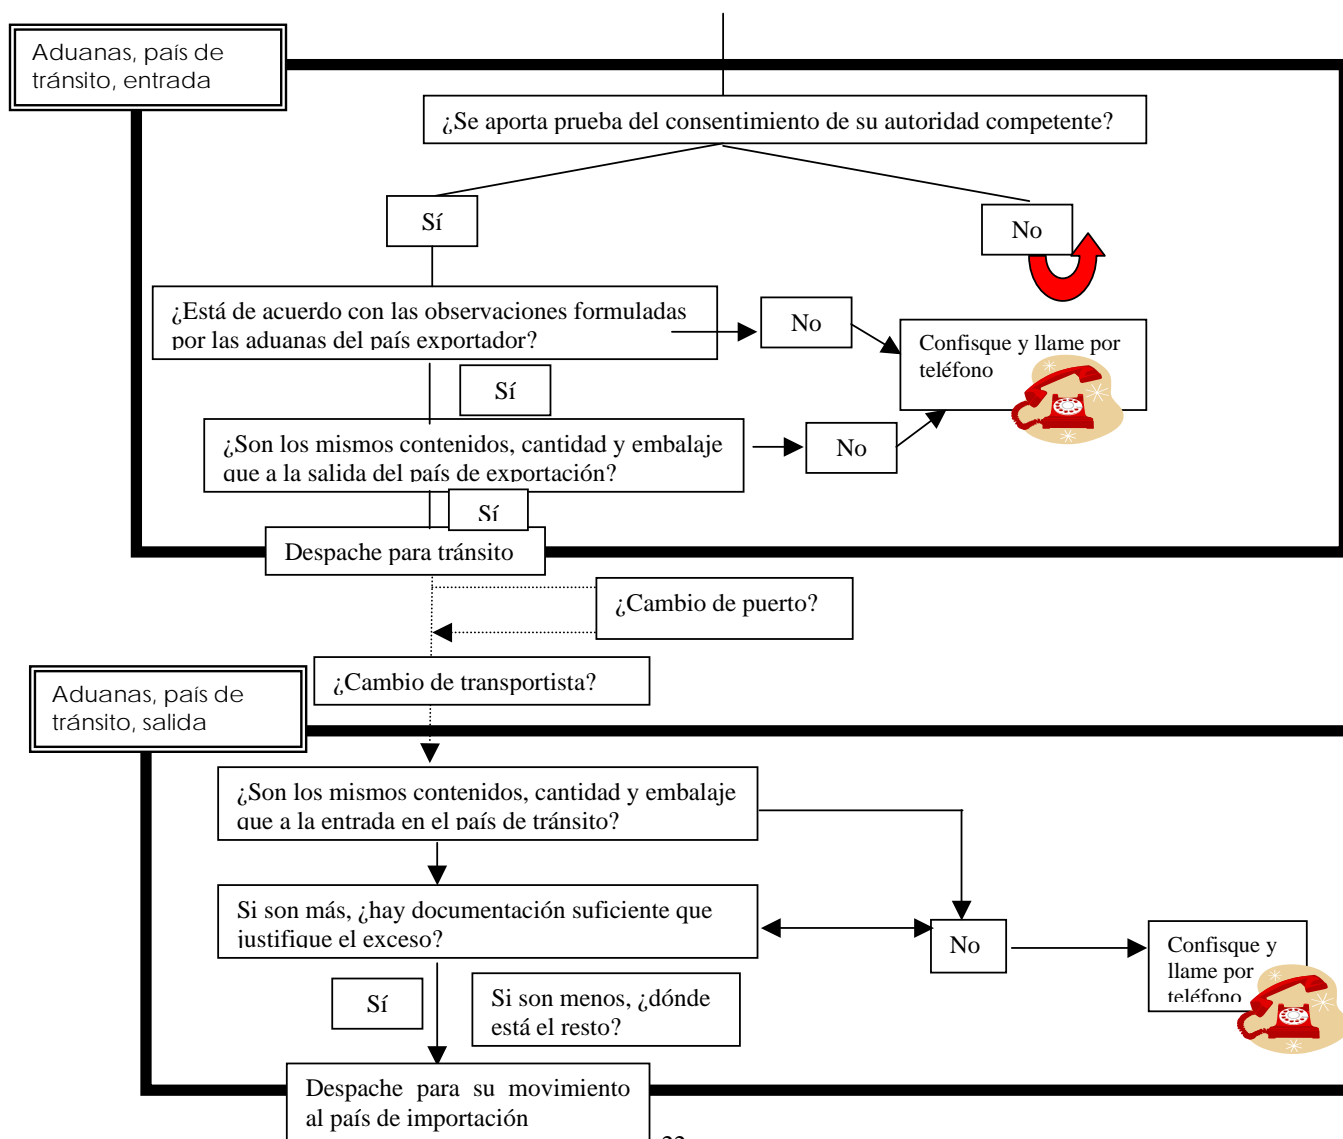 Aduanas, país de
tránsito, entrada
¿Se aporta prueba del consentimiento de su autoridad competente?
Sí
No
¿Está de acuerdo con las observaciones formuladas
por las aduanas del país exportador?
No
Confisque y llame por
teléfono
Sí
¿Son los mismos contenidos, cantidad y embalaje
que a la salida del país de exportación?
No
Sí
Despache para tránsito
¿Cambio de puerto?
¿Cambio de transportista?
Aduanas, país de
tránsito, salida
¿Son los mismos contenidos, cantidad y embalaje
que a la entrada en el país de tránsito?
Si son más, ¿hay documentación suficiente que
justifique el exceso?
No
Confisque y
llame por
teléfono
Sí
Si son menos, ¿dónde
está el resto?
Despache para su movimiento
al país de importación